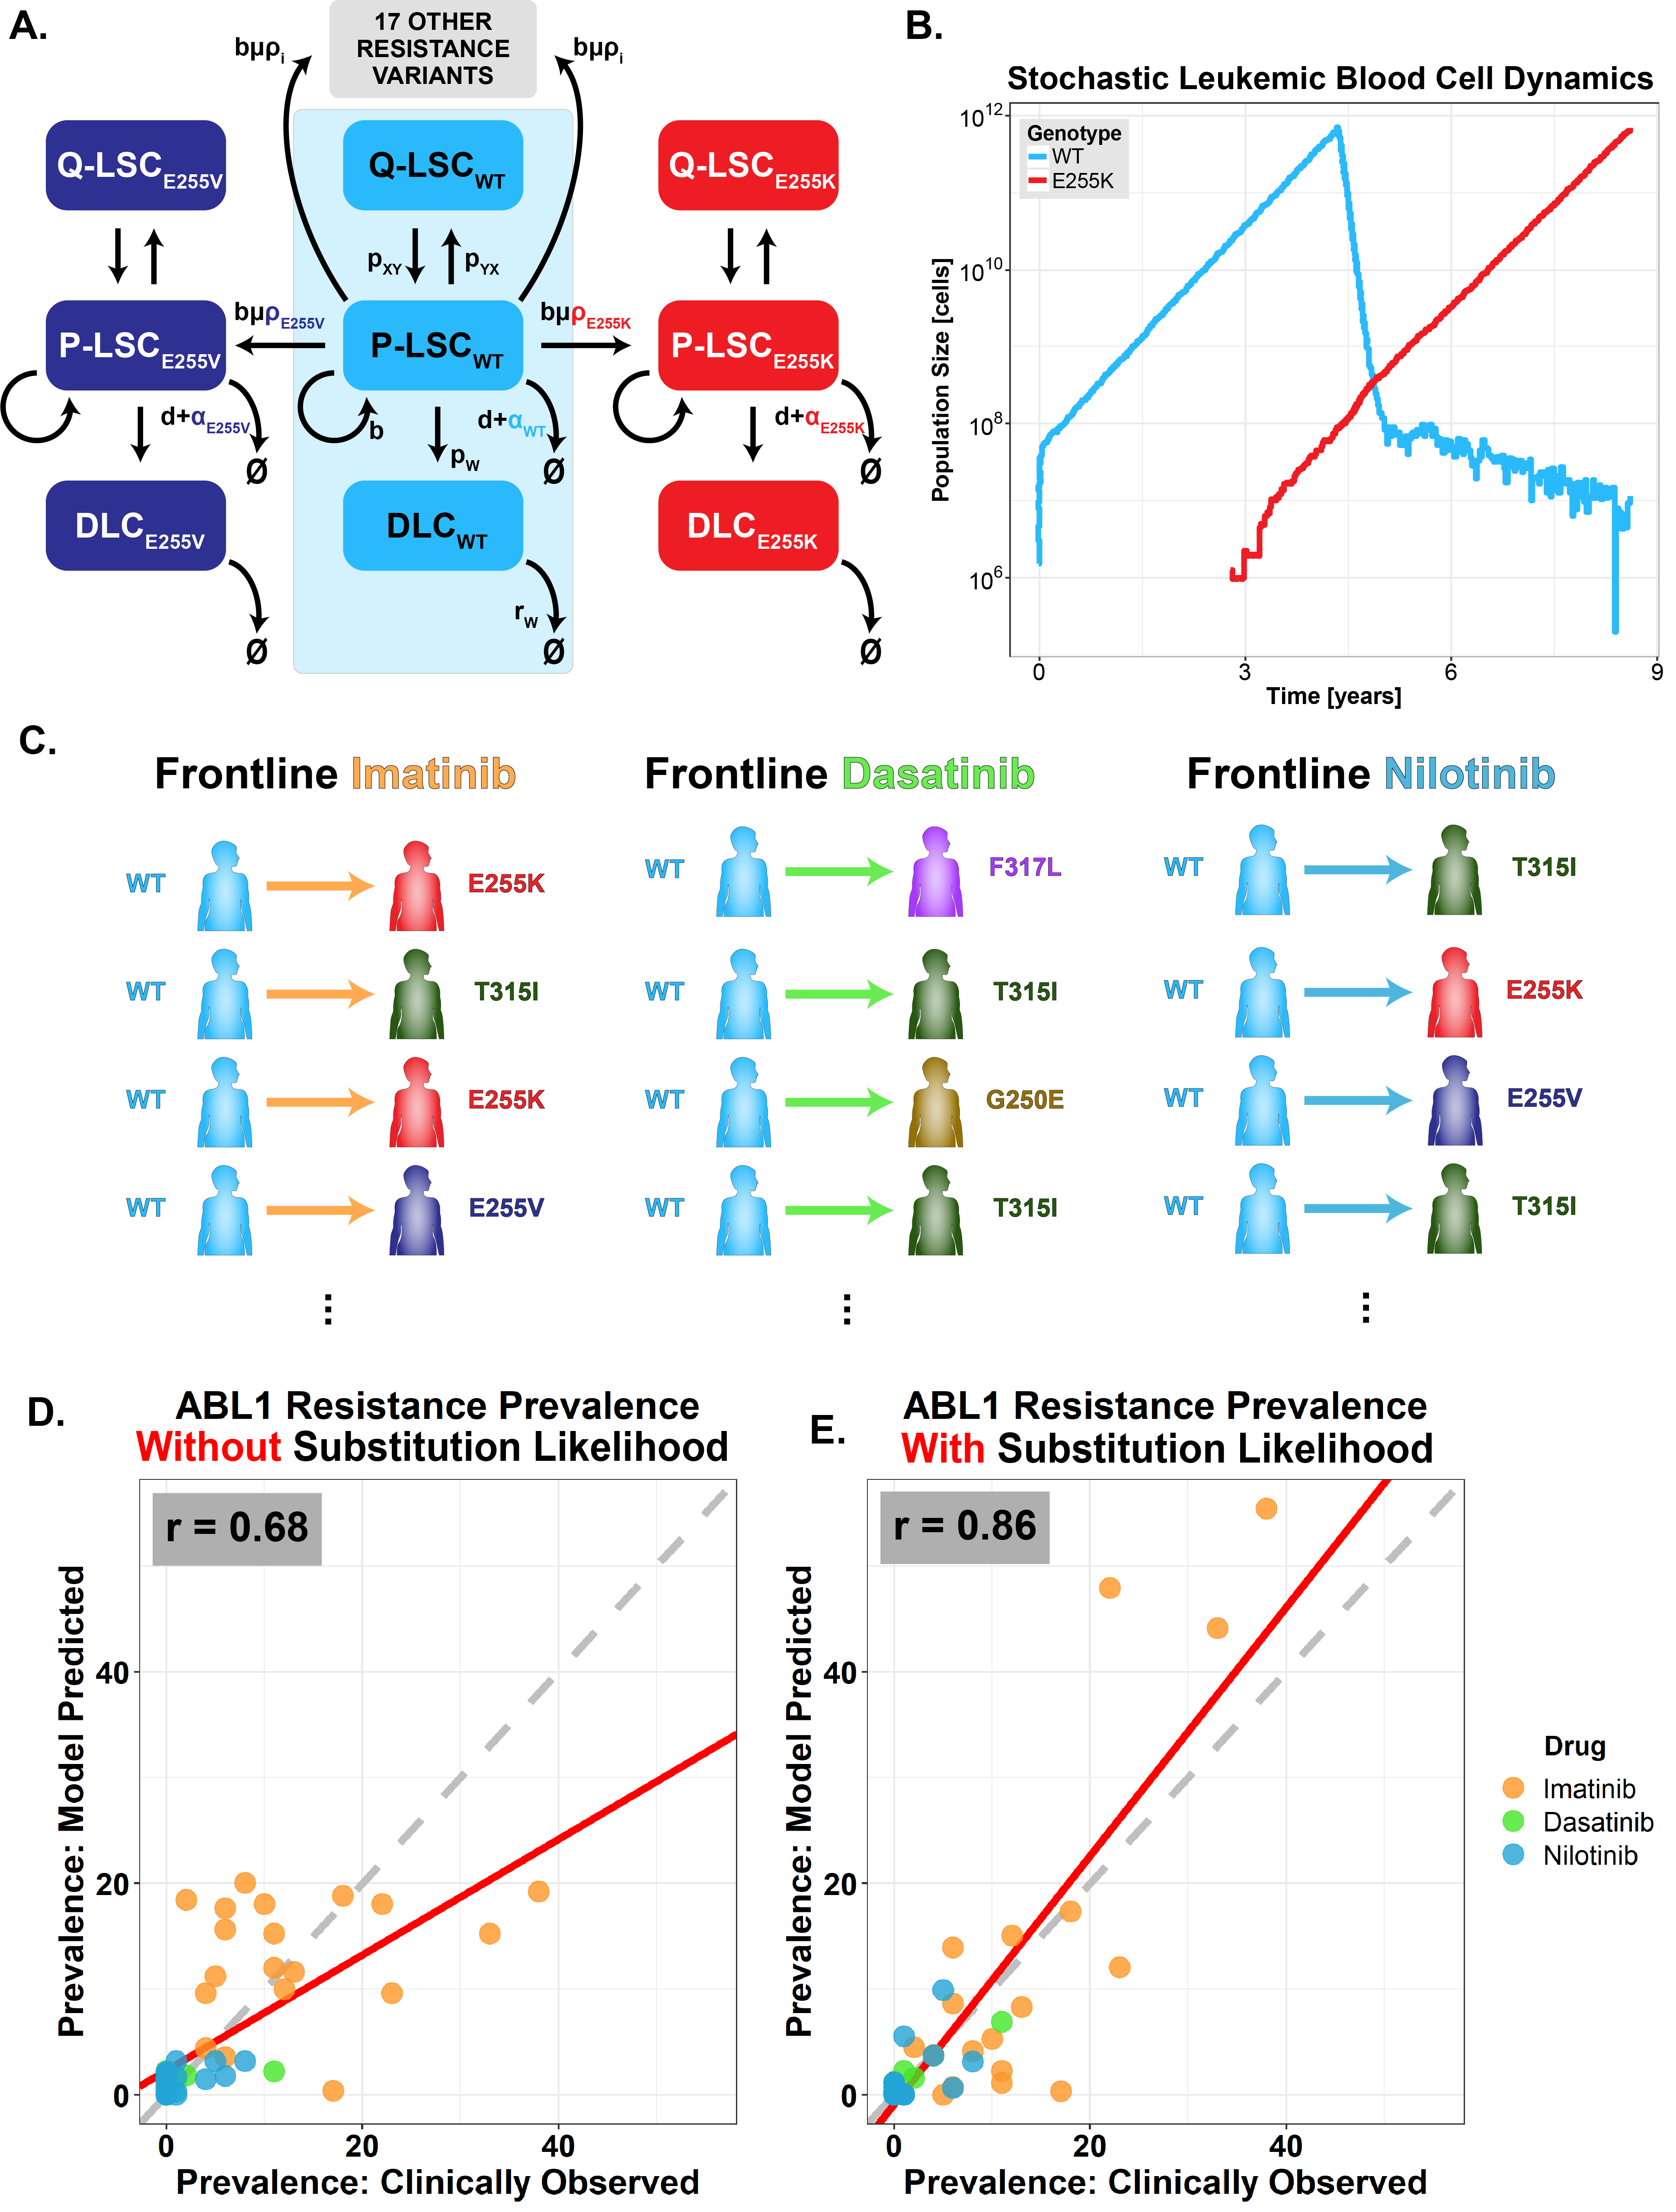 A.
17 OTHER
RESISTANCE
VARIANTS
bμρi
bμρi
Q-LSCE255V
Q-LSCWT
Q-LSCE255K
pXY
pYX
bμρE255V
bμρE255K
P-LSCE255V
P-LSCWT
P-LSCE255K
d+αE255V
b
d+αWT
d+αE255K
pW
Ø
Ø
Ø
DLCE255V
DLCWT
DLCE255K
rW
Ø
Ø
Ø
B.
Stochastic Leukemic Blood Cell Dynamics
Genotype
WT
E255K
Population Size [cells]
10^12
10^10
10^8
10^6
0
3
6
9
Time [years]
C.
Frontline Imatinib
WT
E255K
WT
T315I
WT
E255K
WT
E255V
⋮
Frontline Dasatinib
WT
F317L
WT
T315I
WT
G250E
WT
T315I
⋮
Frontline Nilotinib
WT
T315I
WT
E255K
WT
E255V
WT
T315I
⋮
D.
ABL1 Resistance Prevalence
Without Substitution Likelihood
r = 0.68
Prevalence: Model Predicted
40
20
0
0
20
40
Prevalence: Clinically Observed
E.
ABL1 Resistance Prevalence
With Substitution Likelihood
r = 0.86
Prevalence: Model Predicted
40
20
0
0
20
40
Prevalence: Clinically Observed
Drug
Imatinib
Dasatinib
Nilotinib